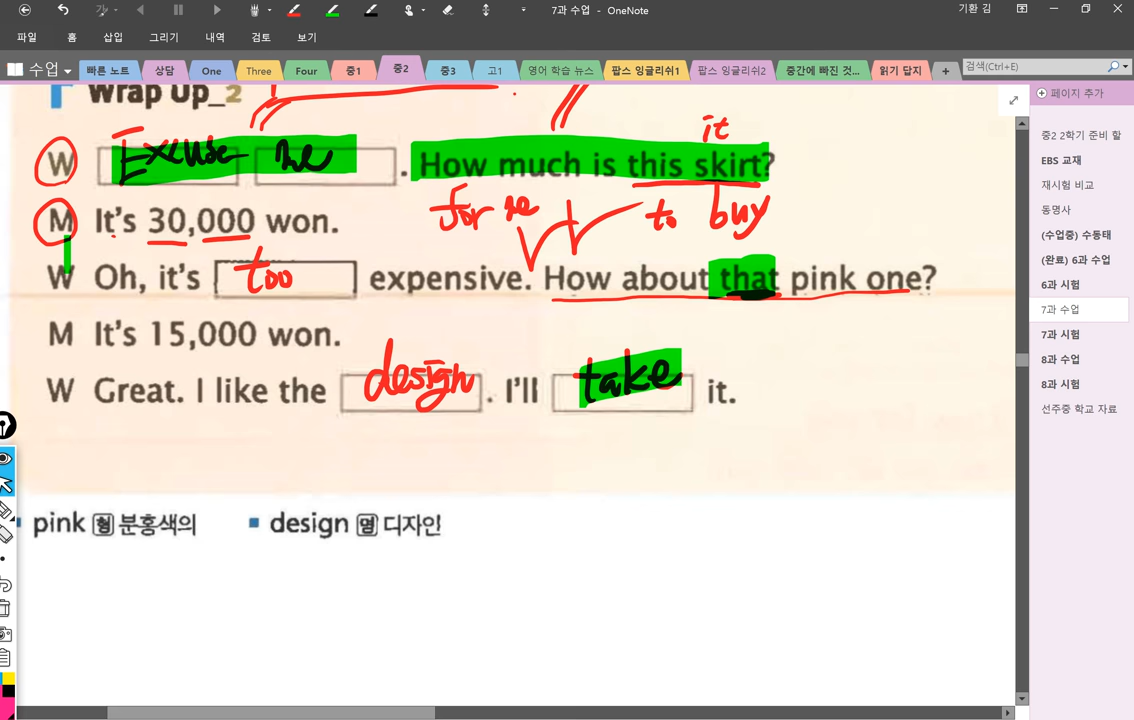 7과 수업 - OneNote
기환 김
파일 홈 삽입 그리기 내역 검토 보기
수업 빠른 노트 상담 One Three Four 중1 중2 중3 고1 영어 학습 뉴스 팝스 잉글리쉬1 팝스 잉글리쉬2 중간에 빠진 것... 읽기 답지 + 검색(Ctrl+E)
페이지 추가
중2 2학기 준비 할
EBS 교재
재시험 비교
동명사
(수업중) 수동태
(완료) 6과 수업
6과 시험
7과 수업
7과 시험
8과 수업
8과 시험
선주중 학교 자료
Wrap Up_2
it
W Excuse me. How much is this skirt?
for me to buy
M It's 30,000 won.
W Oh, it's too expensive. How about that pink one?
M It's 15,000 won.
W Great. I like the design. I'll take it.
pink 형 분홍색의 design 명 디자인